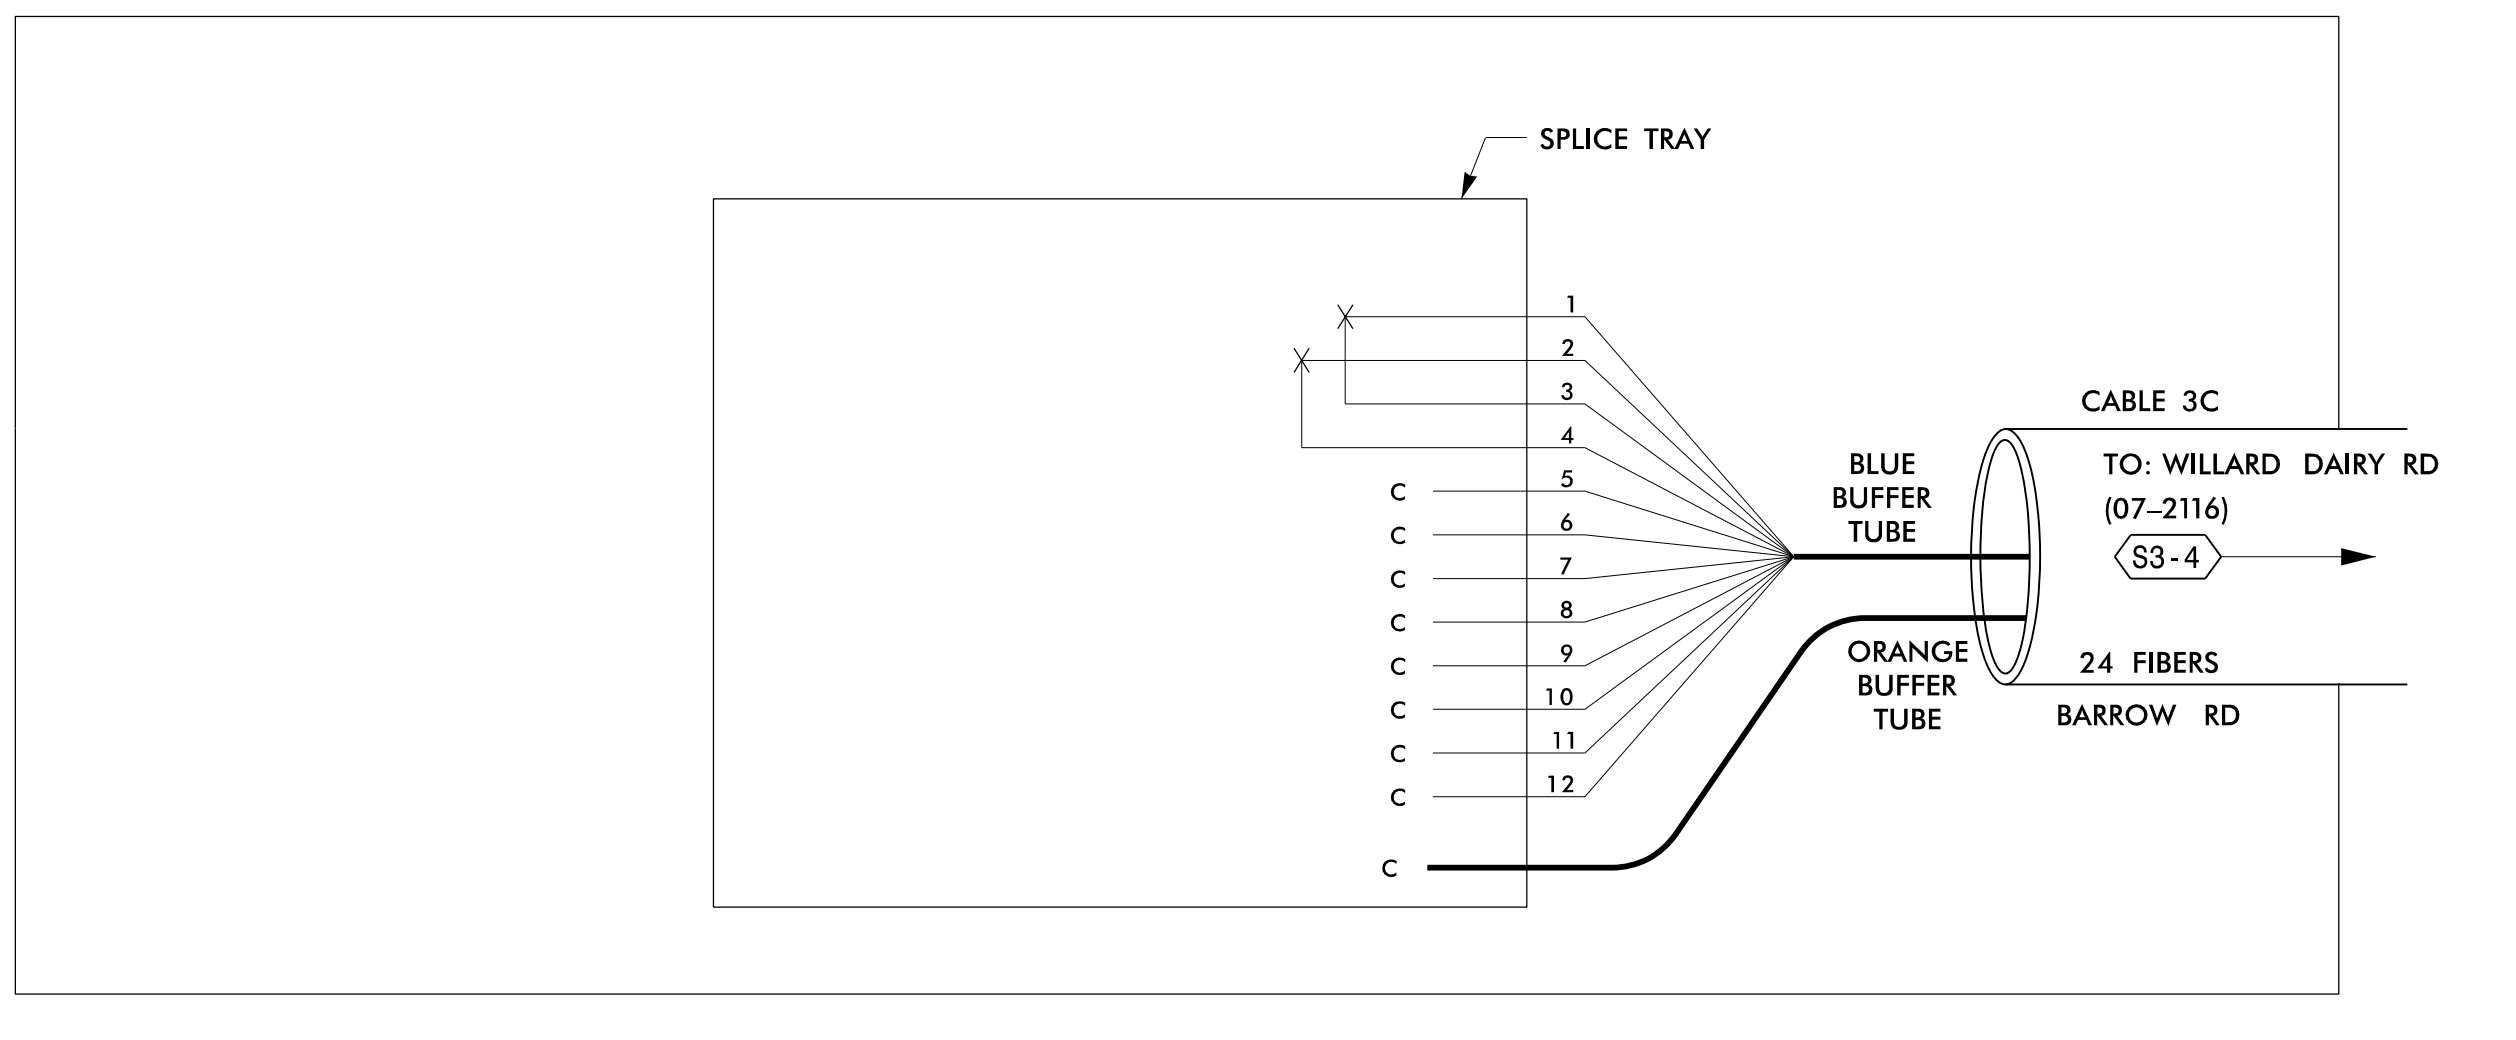 SPLICE TRAY
1
2
3
4
C 5
C 6
C 7
C 8
C 9
C 10
C 11
C 12
C
BLUE
BUFFER
TUBE
ORANGE
BUFFER
TUBE
CABLE 3C
TO: WILLARD DAIRY RD
(07–2116)
S3-4
24 FIBERS
BARROW RD